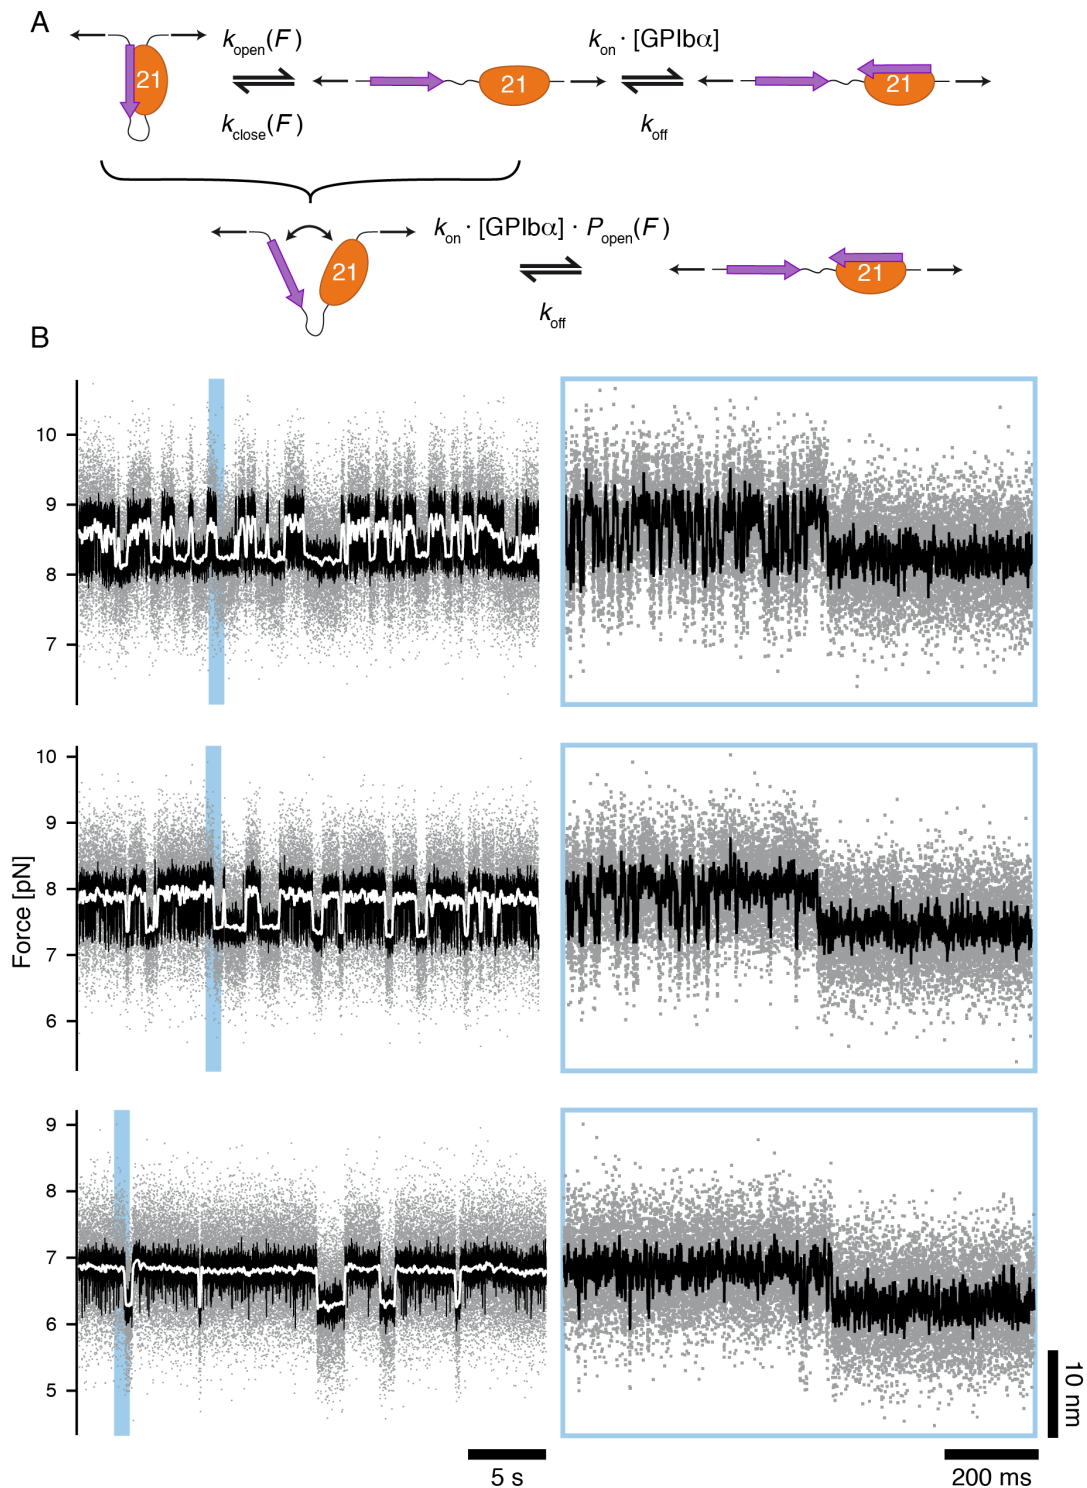 A
k_open(F)
k_on · [GPIbα]
21
21
21
k_close(F)
k_off
k_on · [GPIbα] · P_open(F)
21
21
k_off
B
10
9
8
7
10
9
8
7
6
Force [pN]
9
8
7
6
5
10 nm
5 s
200 ms